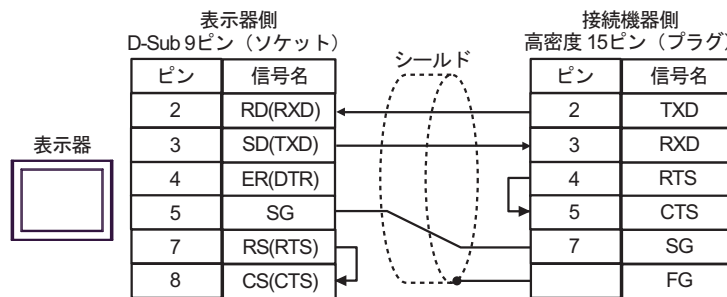 表示器側
D-Sub 9ピン（ソケット）
接続機器側
高密度 15ピン（プラグ）
シールド
表示器
ピン 信号名
2 RD(RXD)
3 SD(TXD)
4 ER(DTR)
5 SG
7 RS(RTS)
8 CS(CTS)
ピン 信号名
2 TXD
3 RXD
4 RTS
5 CTS
7 SG
FG